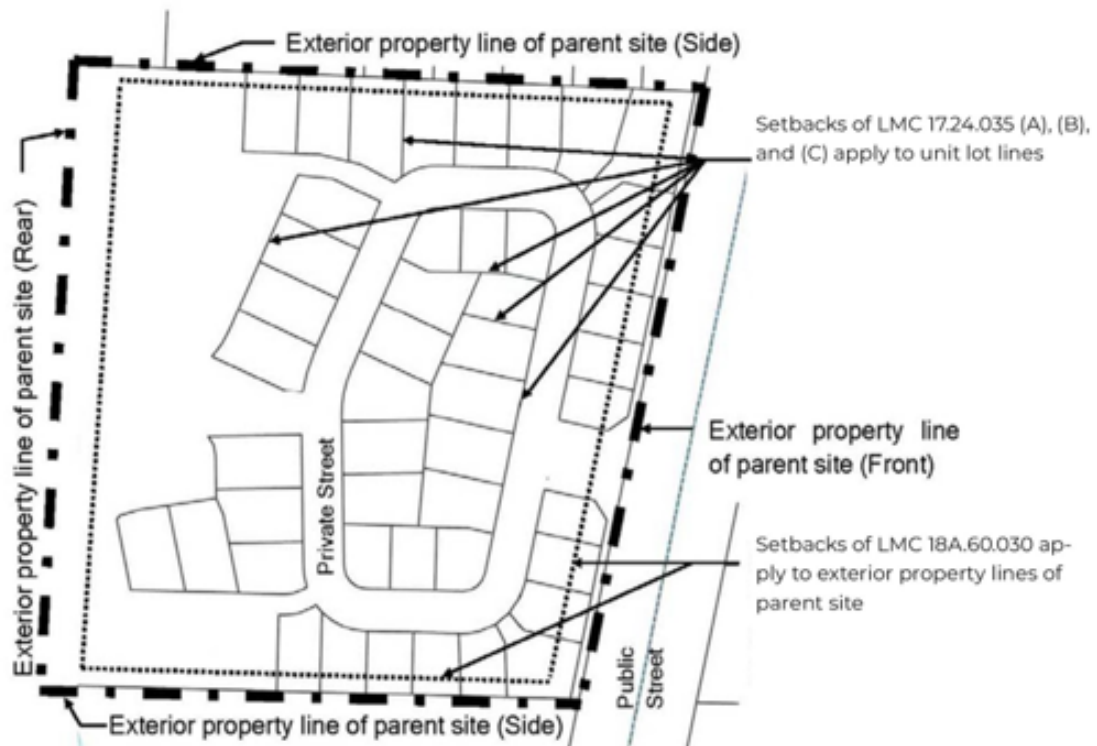 Exterior property line of parent site (Side)
Setbacks of LMC 17.24.035 (A), (B),
and (C) apply to unit lot lines
Exterior property line of parent site (Rear)
Private Street
Exterior property line
of parent site (Front)
Setbacks of LMC 18A.60.030 ap-
ply to exterior property lines of
parent site
Public
Street
Exterior property line of parent site (Side)